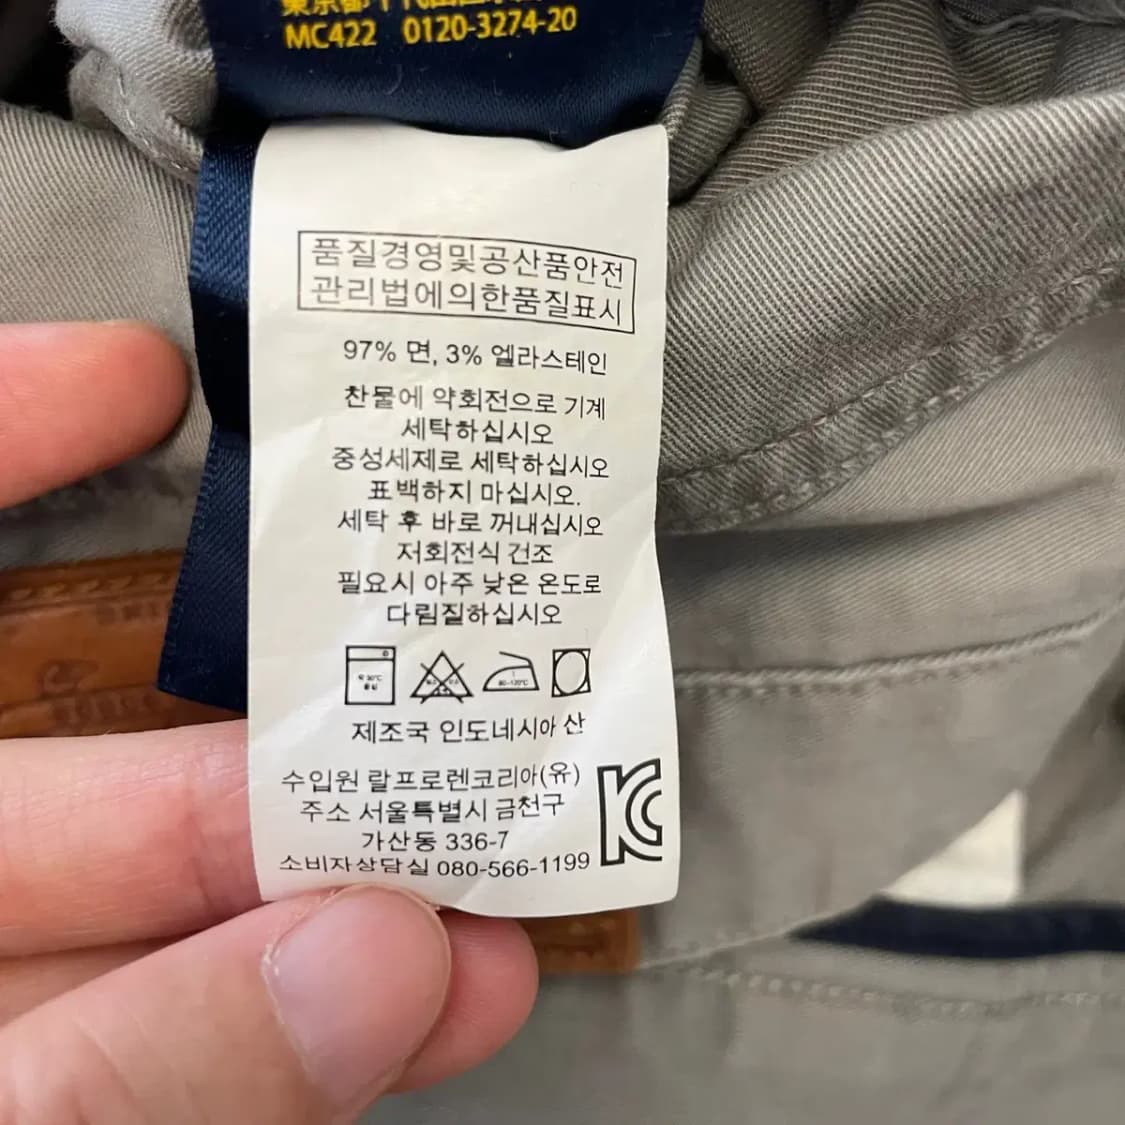 MC422 0120-3274-20
품질경영및공산품안전
관리법에의한품질표시
97% 면, 3% 엘라스테인
찬물에 약회전으로 기계
세탁하십시오
중성세제로 세탁하십시오
표백하지 마십시오.
세탁 후 바로 꺼내십시오
저회전식 건조
필요시 아주 낮은 온도로
다림질하십시오
80-120℃
제조국 인도네시아 산
수입원 랄프로렌코리아(유)
주소 서울특별시 금천구
가산동 336-7
소비자상담실 080-566-1199